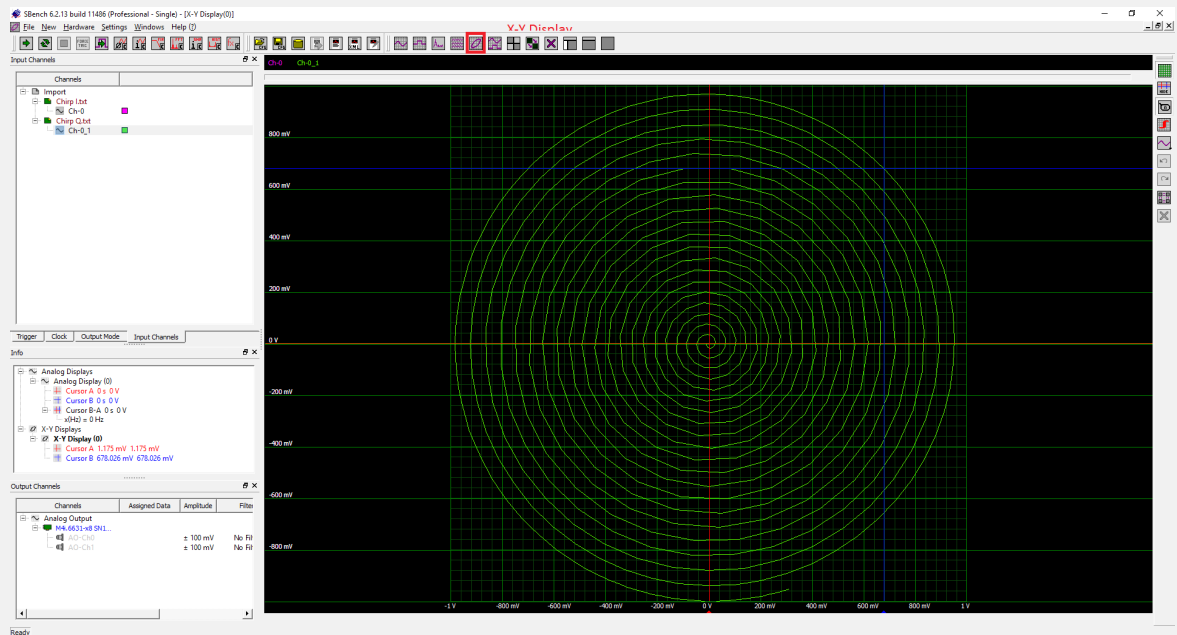 SBench 6.2.13 build 11486 (Professional - Single) - [X-Y Display(0)]
File New Hardware Settings Windows Help (?)
X-Y Display
Input Channels
Ch-0 Ch-0_1
Channels
Import
Chirp I.txt
Ch-0
Chirp Q.txt
Ch-0_1
800 mV
600 mV
400 mV
200 mV
0 V
-200 mV
-400 mV
-600 mV
-800 mV
-1 V -800 mV -600 mV -400 mV -200 mV 0 V 200 mV 400 mV 600 mV 800 mV 1 V
Trigger Clock Output Mode Input Channels
Info
Analog Displays
Analog Display (0)
Cursor A 0 s 0 V
Cursor B 0 s 0 V
Cursor B-A 0 s 0 V
x(Hz) = 0 Hz
X-Y Displays
X-Y Display (0)
Cursor A 1.175 mV 1.175 mV
Cursor B 678.026 mV 678.026 mV
Output Channels
Channels Assigned Data Amplitude Filte
Analog Output
M4i.6631-x8 SN1...
AO-Ch0 ± 100 mV No Fil
AO-Ch1 ± 100 mV No Fil
Ready